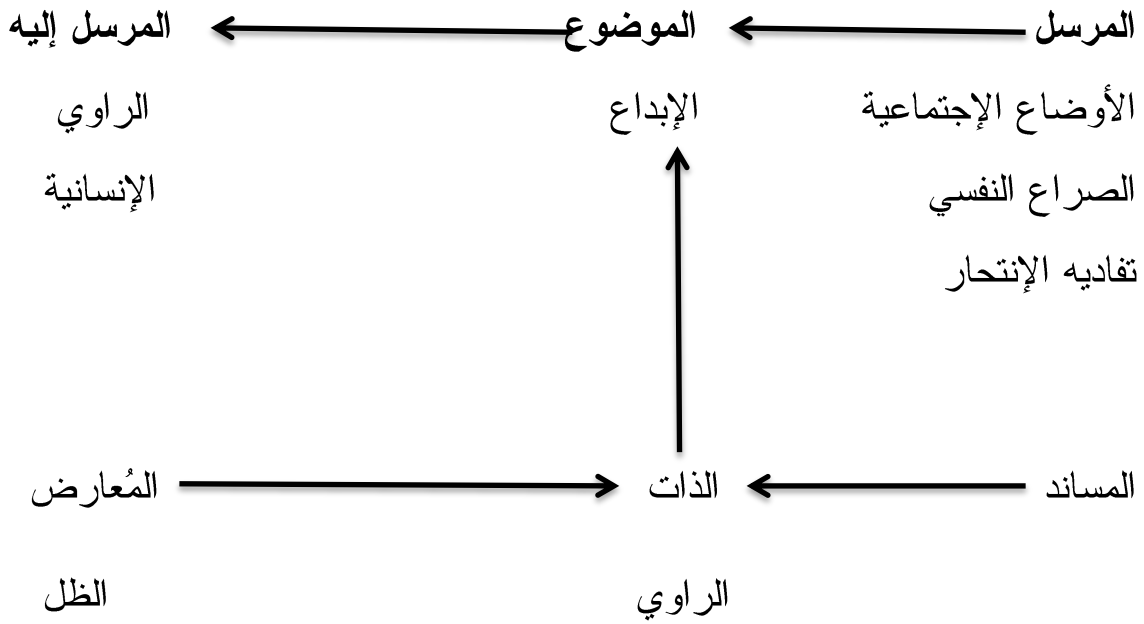 المرسل الموضوع المرسل إليه
الأوضاع الإجتماعية الإبداع الراوي
الصراع النفسي الإنسانية
تفاديه الإنتحار
المساند الذات المُعارض
الراوي الظل